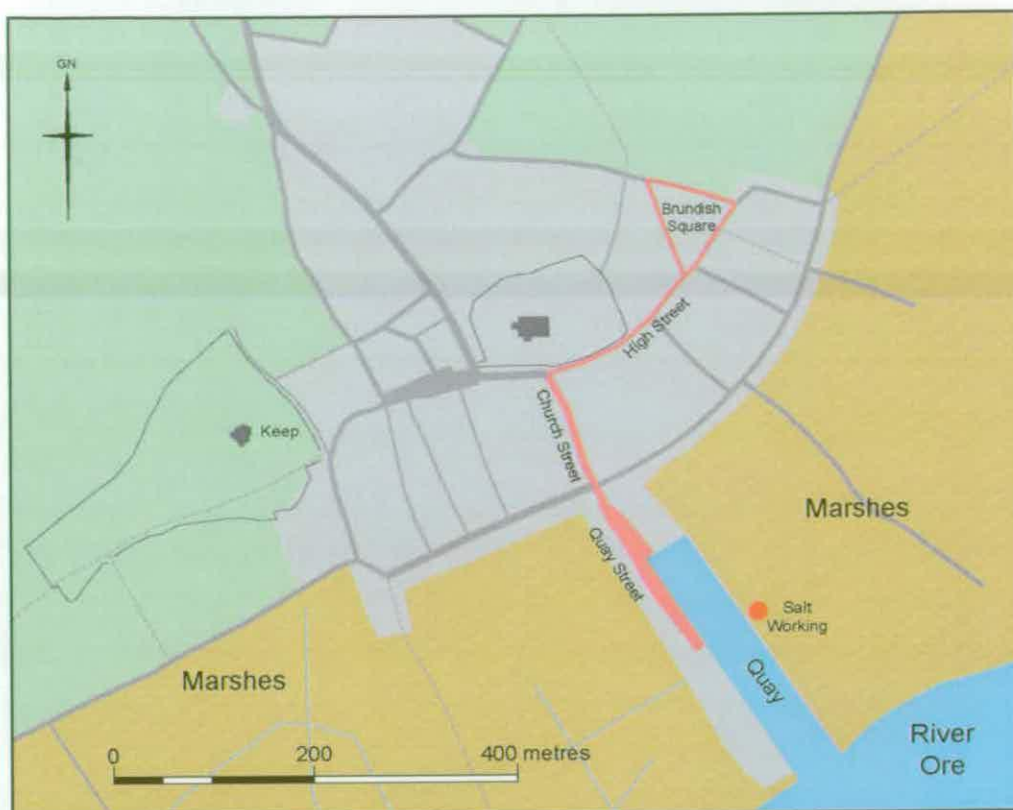 GN
Brundish
Square
High Street
Church Street
Keep
Quay Street
Marshes
Salt
Working
Quay
Marshes
River
Ore
0 200 400 metres